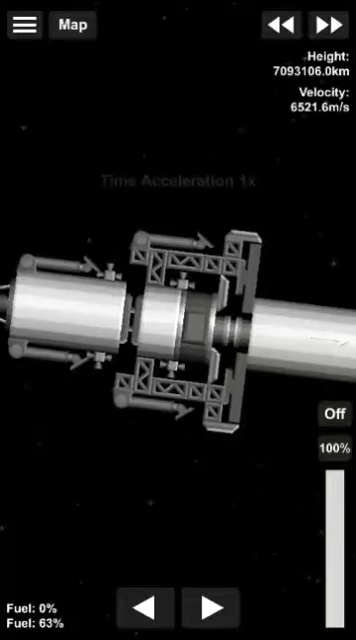 Map
Height:
7093106.0km
Velocity:
6521.6m/s
Time Acceleration 1x
Off
100%
Fuel: 0%
Fuel: 63%